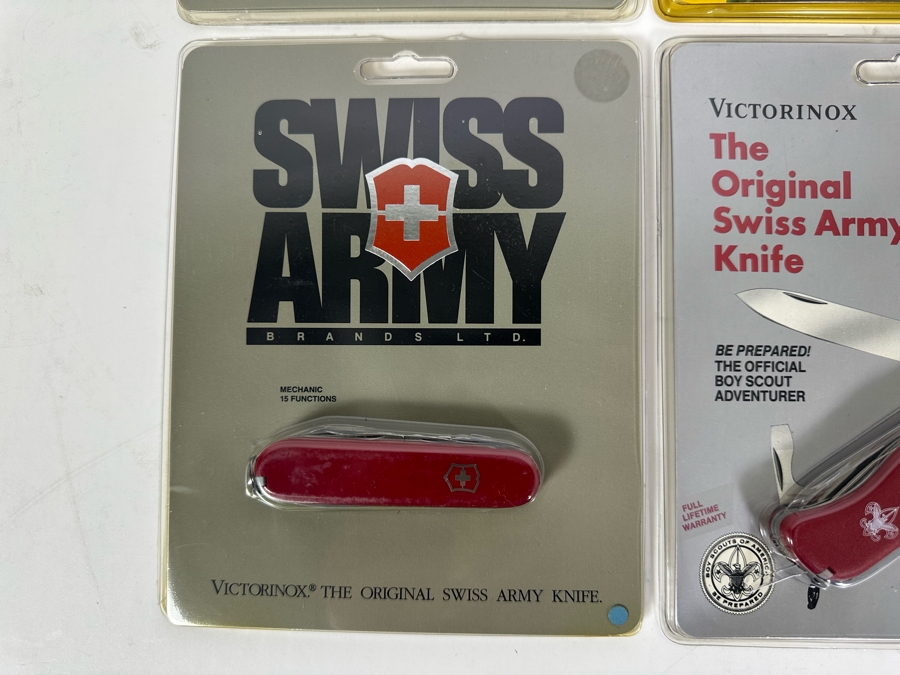 SWISS
ARMY
BRANDS LTD.
MECHANIC
15 FUNCTIONS
VICTORINOX.® THE ORIGINAL SWISS ARMY KNIFE.
VICTORINOX
The
Original
Swiss Army
Knife
BE PREPARED!
THE OFFICIAL
BOY SCOUT
ADVENTURER
FULL
LIFETIME
WARRANTY
BOY SCOUTS OF AMERICA
BE PREPARED